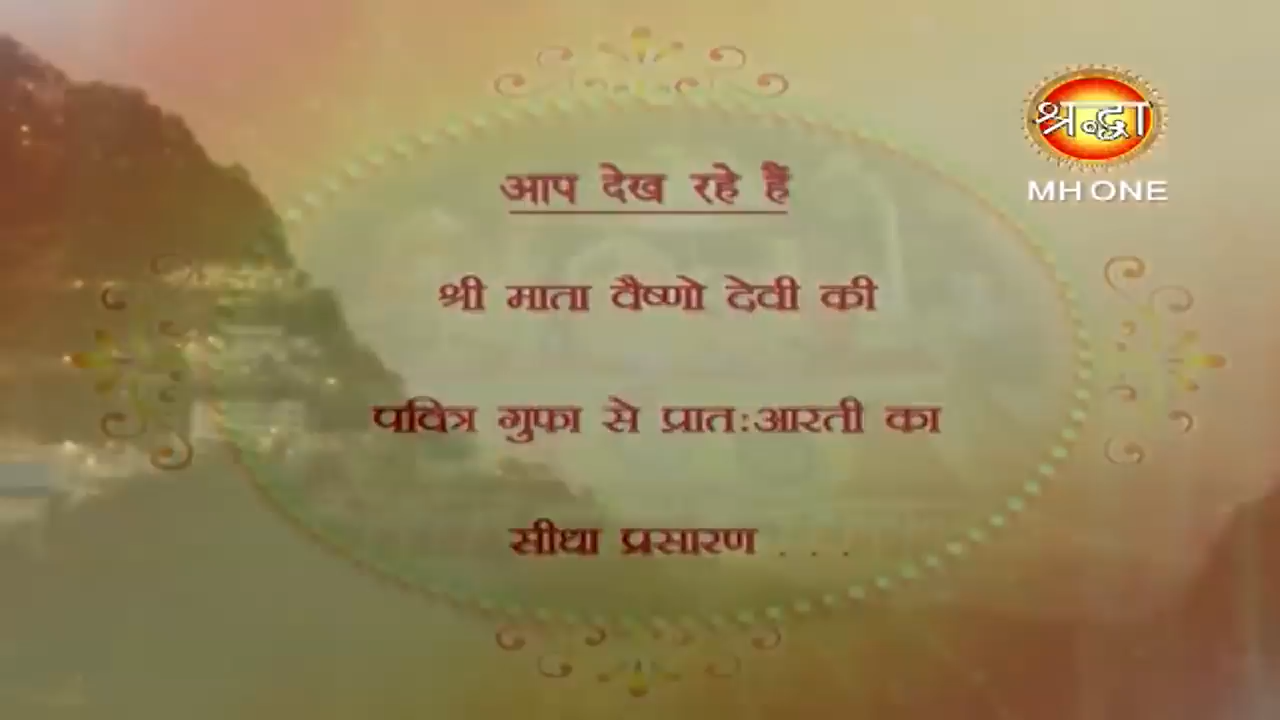 श्रद्धा
MH ONE
आप देख रहे हैं
श्री माता वैष्णो देवी की
पवित्र गुफा से प्रातःआरती का
सीधा प्रसारण . . .